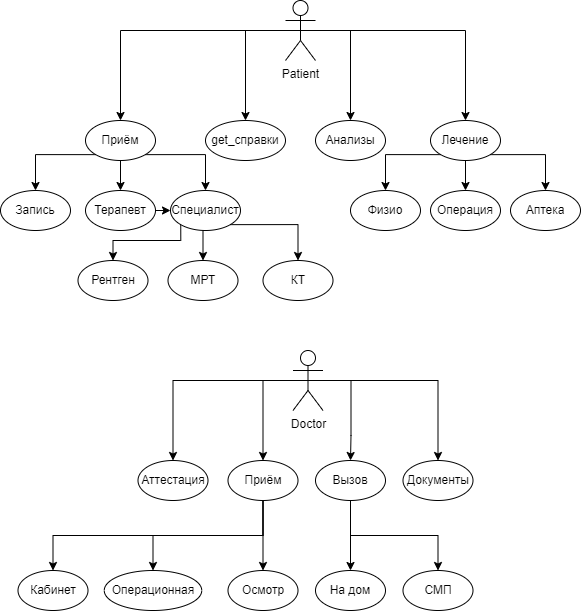 Patient
Приём
get_справки
Анализы
Лечение
Запись
Терапевт
Специалист
Физио
Операция
Аптека
Рентген
МРТ
КТ
Doctor
Аттестация
Приём
Вызов
Документы
Кабинет
Операционная
Осмотр
На дом
СМП